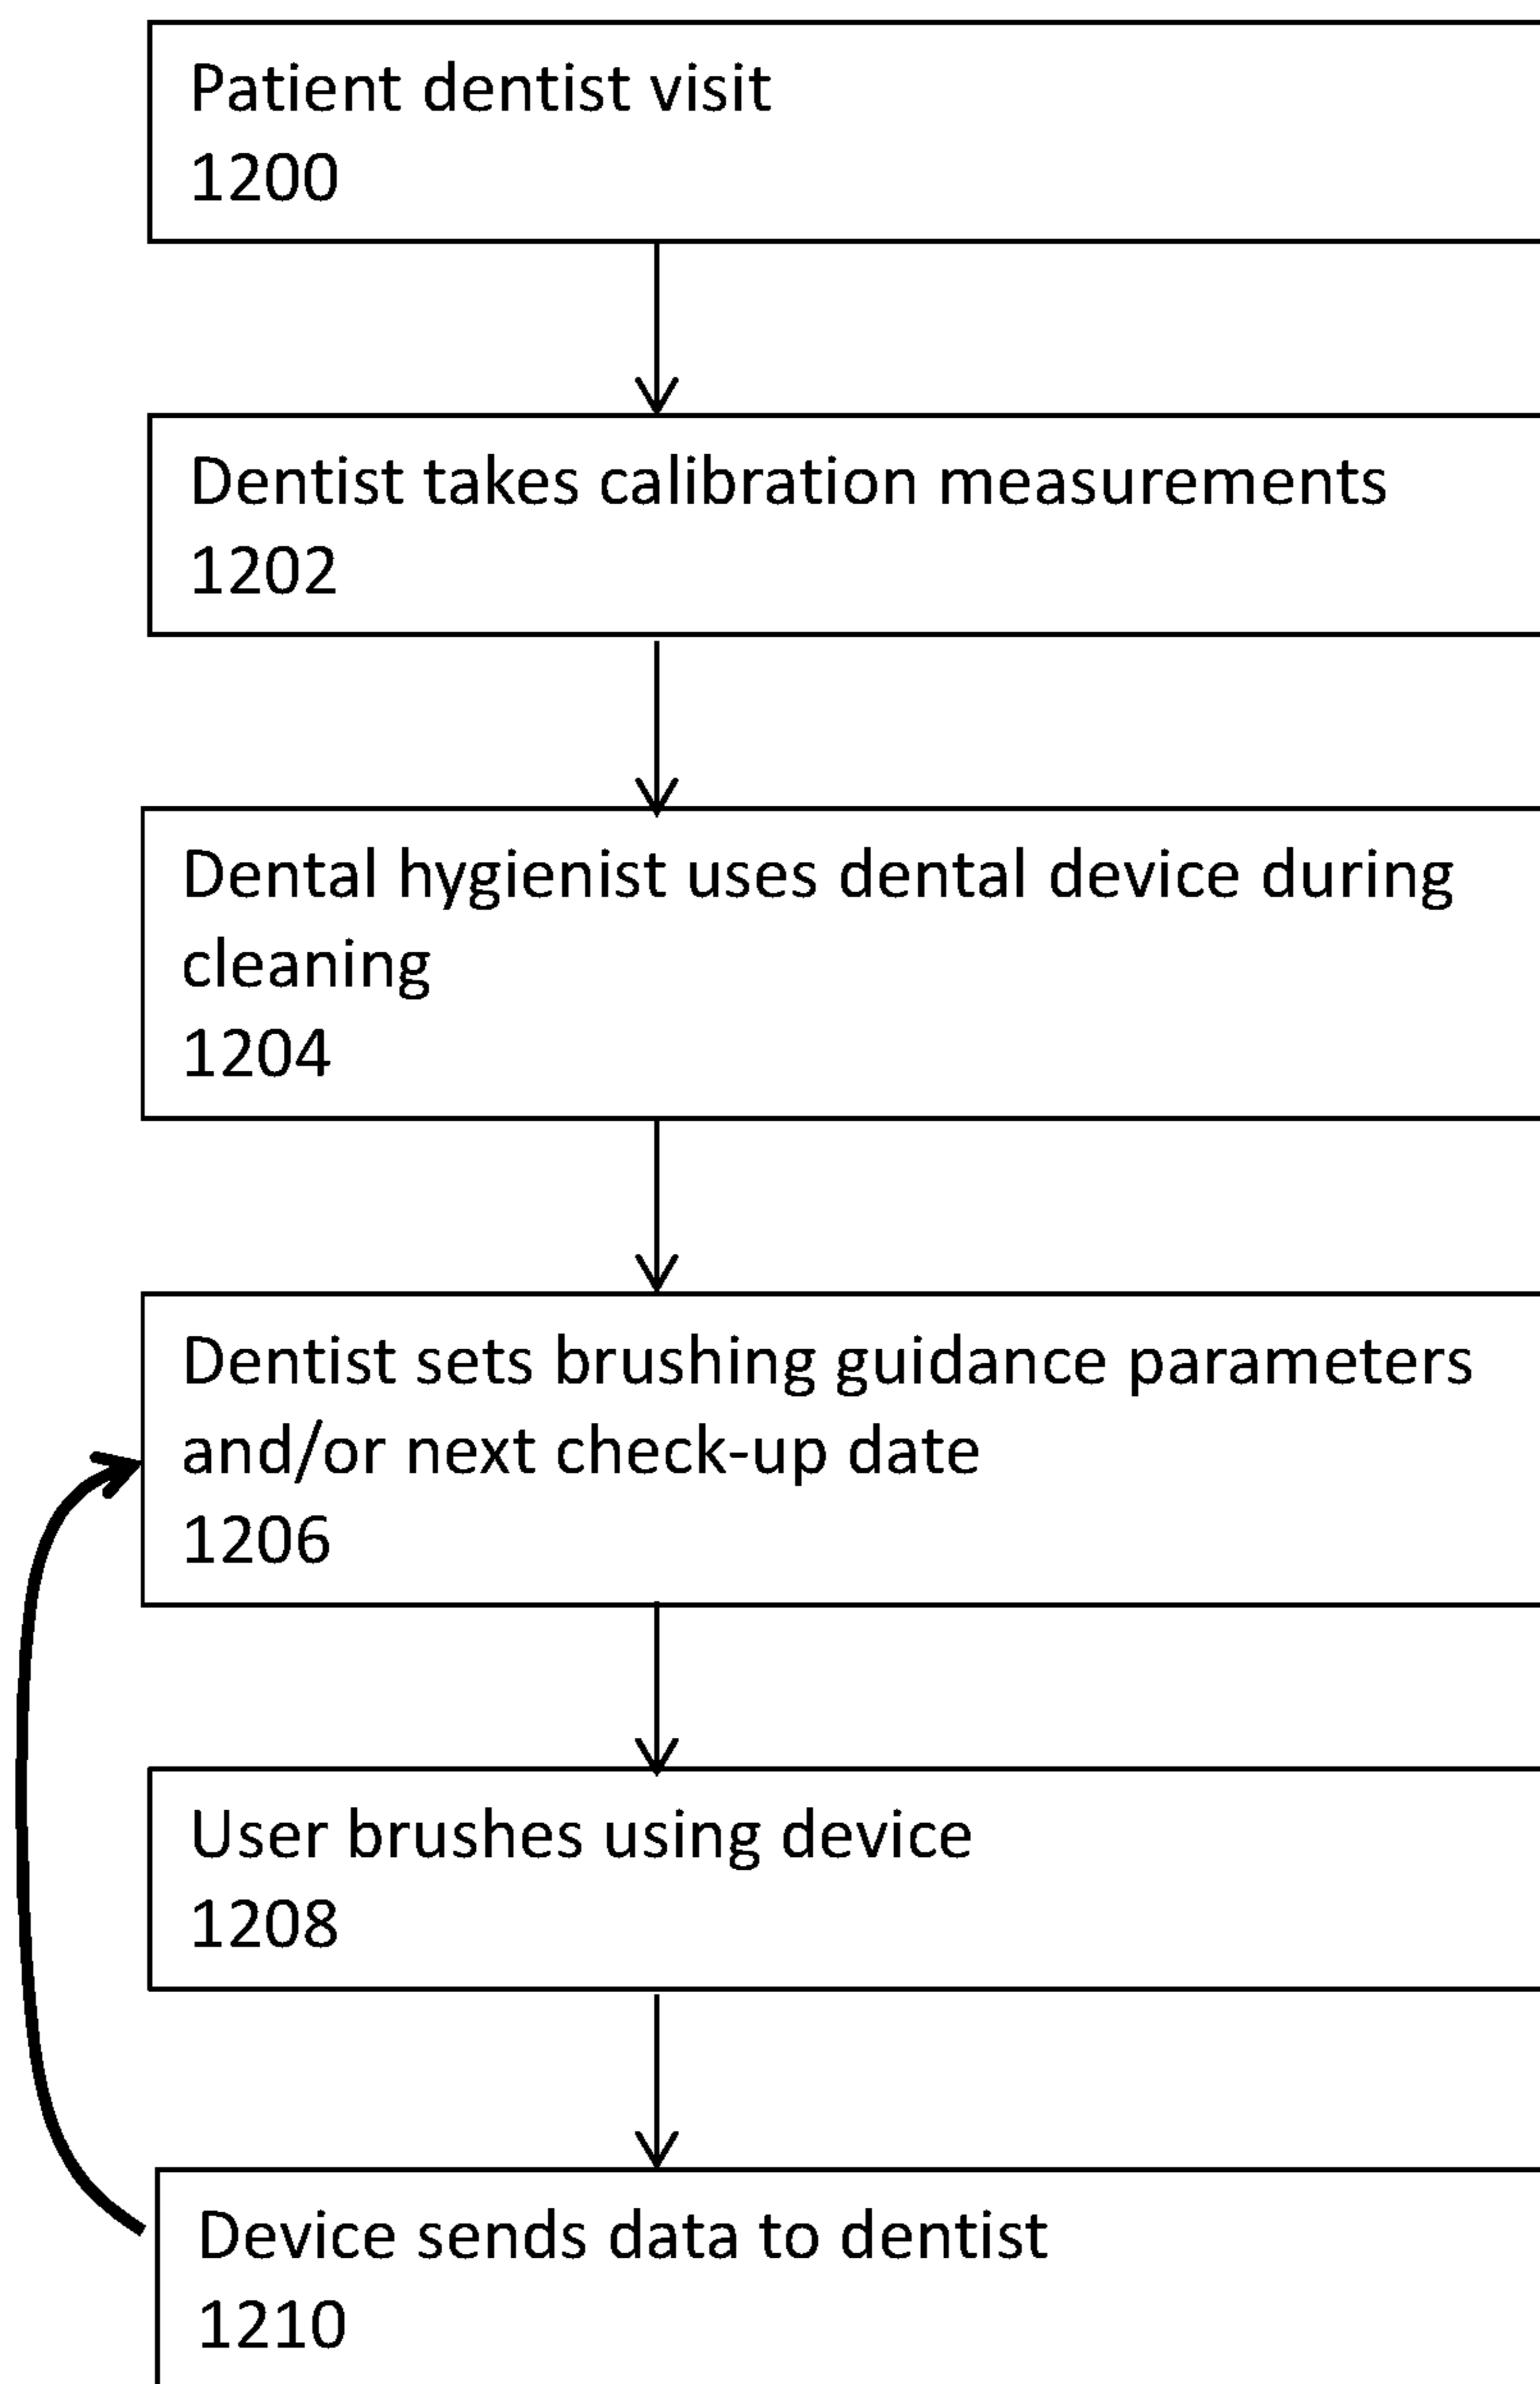 Patient dentist visit
1200
Dentist takes calibration measurements
1202
Dental hygienist uses dental device during
cleaning
1204
Dentist sets brushing guidance parameters
and/or next check-up date
1206
User brushes using device
1208
Device sends data to dentist
1210